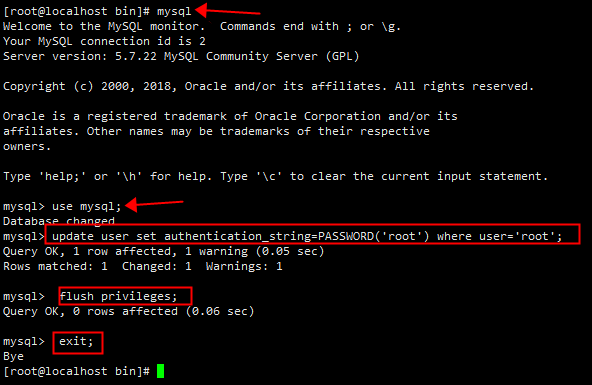 [root@localhost bin]# mysql
Welcome to the MySQL monitor.  Commands end with ; or \g.
Your MySQL connection id is 2
Server version: 5.7.22 MySQL Community Server (GPL)
Copyright (c) 2000, 2018, Oracle and/or its affiliates. All rights reserved.
Oracle is a registered trademark of Oracle Corporation and/or its
affiliates. Other names may be trademarks of their respective
owners.
Type 'help;' or '\h' for help. Type '\c' to clear the current input statement.
mysql> use mysql;
Database changed
mysql> update user set authentication_string=PASSWORD('root') where user='root';
Query OK, 1 row affected, 1 warning (0.05 sec)
Rows matched: 1  Changed: 1  Warnings: 1
mysql>  flush privileges;
Query OK, 0 rows affected (0.06 sec)
mysql>  exit;
Bye
[root@localhost bin]#